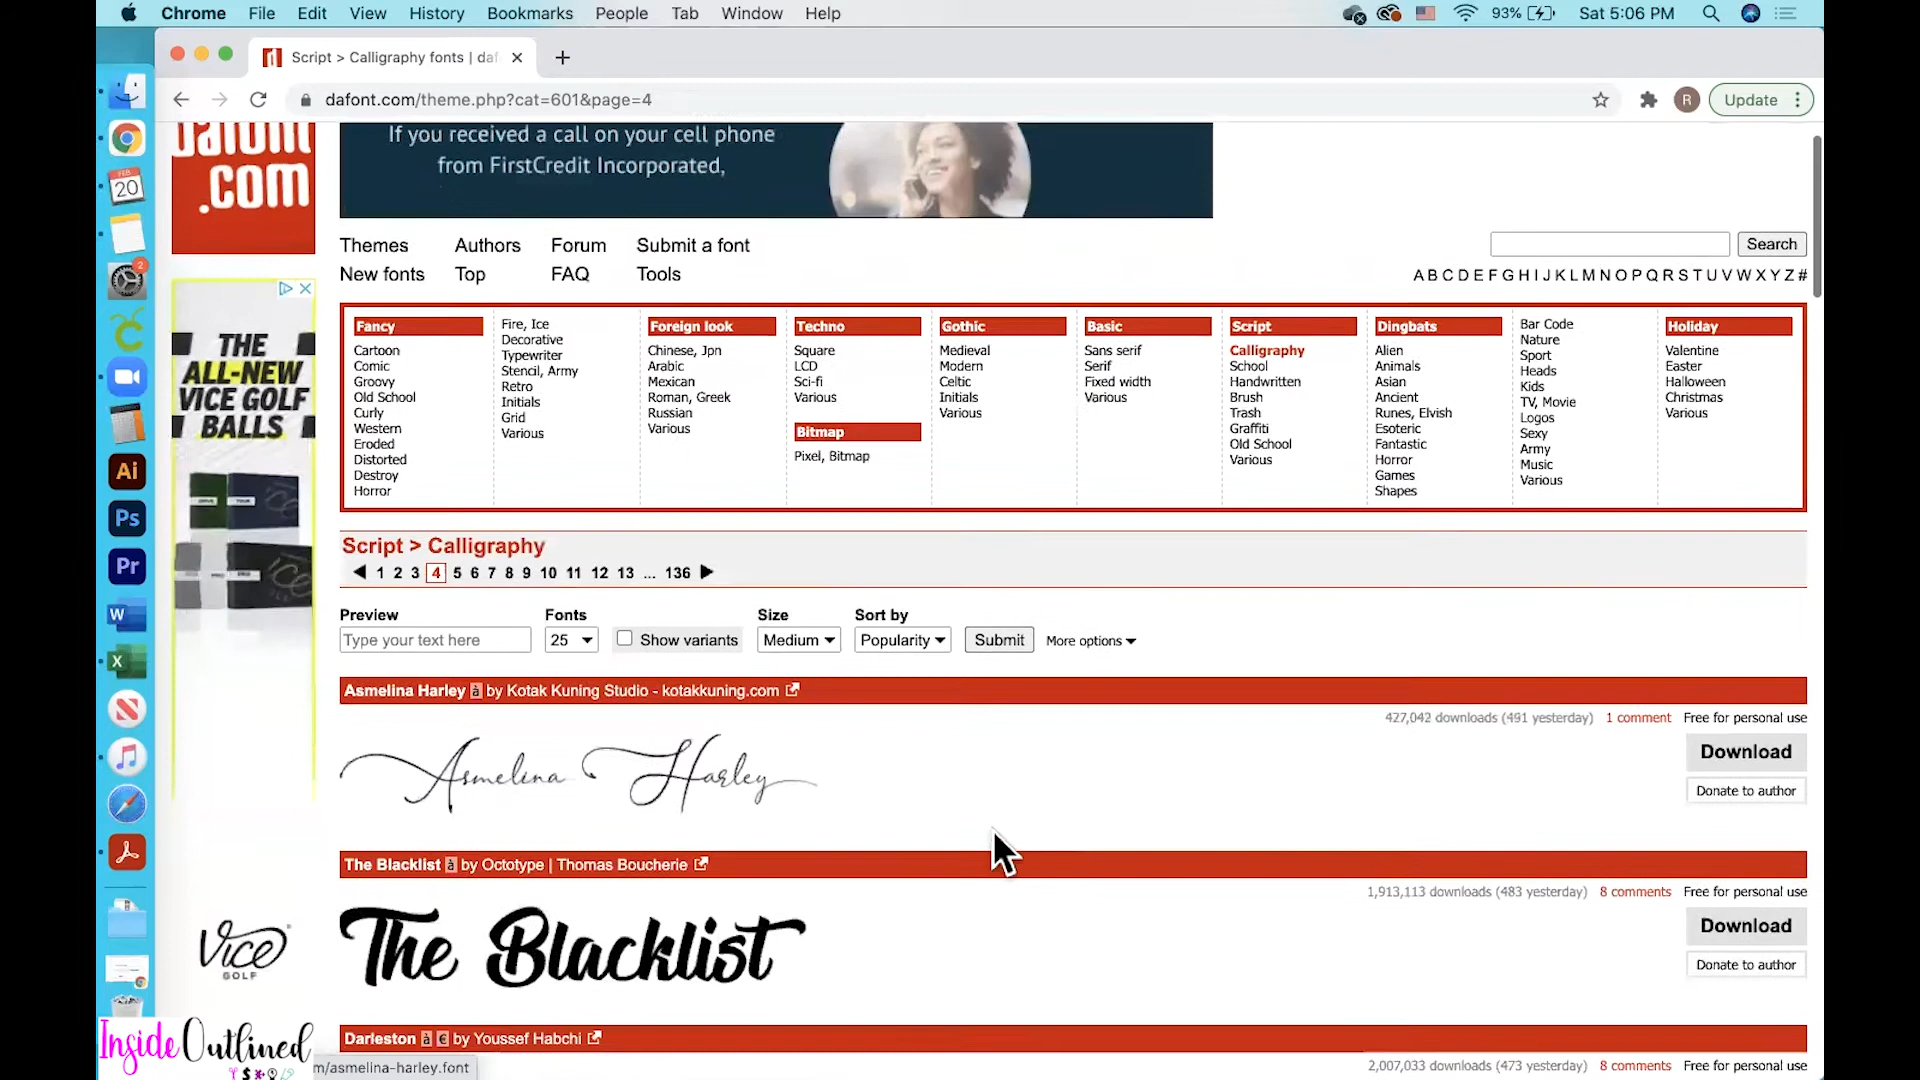 Chrome File Edit View History Bookmarks People Tab Window Help
93% Sat 5:06 PM
Script > Calligraphy fonts | daf
dafont.com/theme.php?cat=601&page=4
R Update
dafont
.com
If you received a call on your cell phone
from FirstCredit Incorporated,
FEB
20
2
Themes Authors Forum Submit a font
New fonts Top FAQ Tools
Search
A B C D E F G H I J K L M N O P Q R S T U V W X Y Z #
THE
ALL-NEW
VICE GOLF
BALLS
Fancy
Cartoon
Comic
Groovy
Old School
Curly
Western
Eroded
Distorted
Destroy
Horror
Fire, Ice
Decorative
Typewriter
Stencil, Army
Retro
Initials
Grid
Various
Foreign look
Chinese, Jpn
Arabic
Mexican
Roman, Greek
Russian
Various
Techno
Square
LCD
Sci-fi
Various
Bitmap
Pixel, Bitmap
Gothic
Medieval
Modern
Celtic
Initials
Various
Basic
Sans serif
Serif
Fixed width
Various
Script
Calligraphy
School
Handwritten
Brush
Trash
Graffiti
Old School
Various
Dingbats
Alien
Animals
Asian
Ancient
Runes, Elvish
Esoteric
Fantastic
Horror
Games
Shapes
Bar Code
Nature
Sport
Heads
Kids
TV, Movie
Logos
Sexy
Army
Music
Various
Holiday
Valentine
Easter
Halloween
Christmas
Various
Ai
Ps
Pr
W
X
Script > Calligraphy
1 2 3 4 5 6 7 8 9 10 11 12 13 ... 136
Preview Fonts Size Sort by
Type your text here 25 Show variants Medium Popularity Submit More options
Asmelina Harley à by Kotak Kuning Studio - kotakkuning.com
427,042 downloads (491 yesterday) 1 comment Free for personal use
Asmelina Harley
Download
Donate to author
The Blacklist à by Octotype | Thomas Boucherie
1,913,113 downloads (483 yesterday) 8 comments Free for personal use
The Blacklist
Download
Donate to author
Vice
GOLF
Darleston à € by Youssef Habchi
2,007,033 downloads (473 yesterday) 8 comments Free for personal use
Inside Outlined
m/asmelina-harley.font